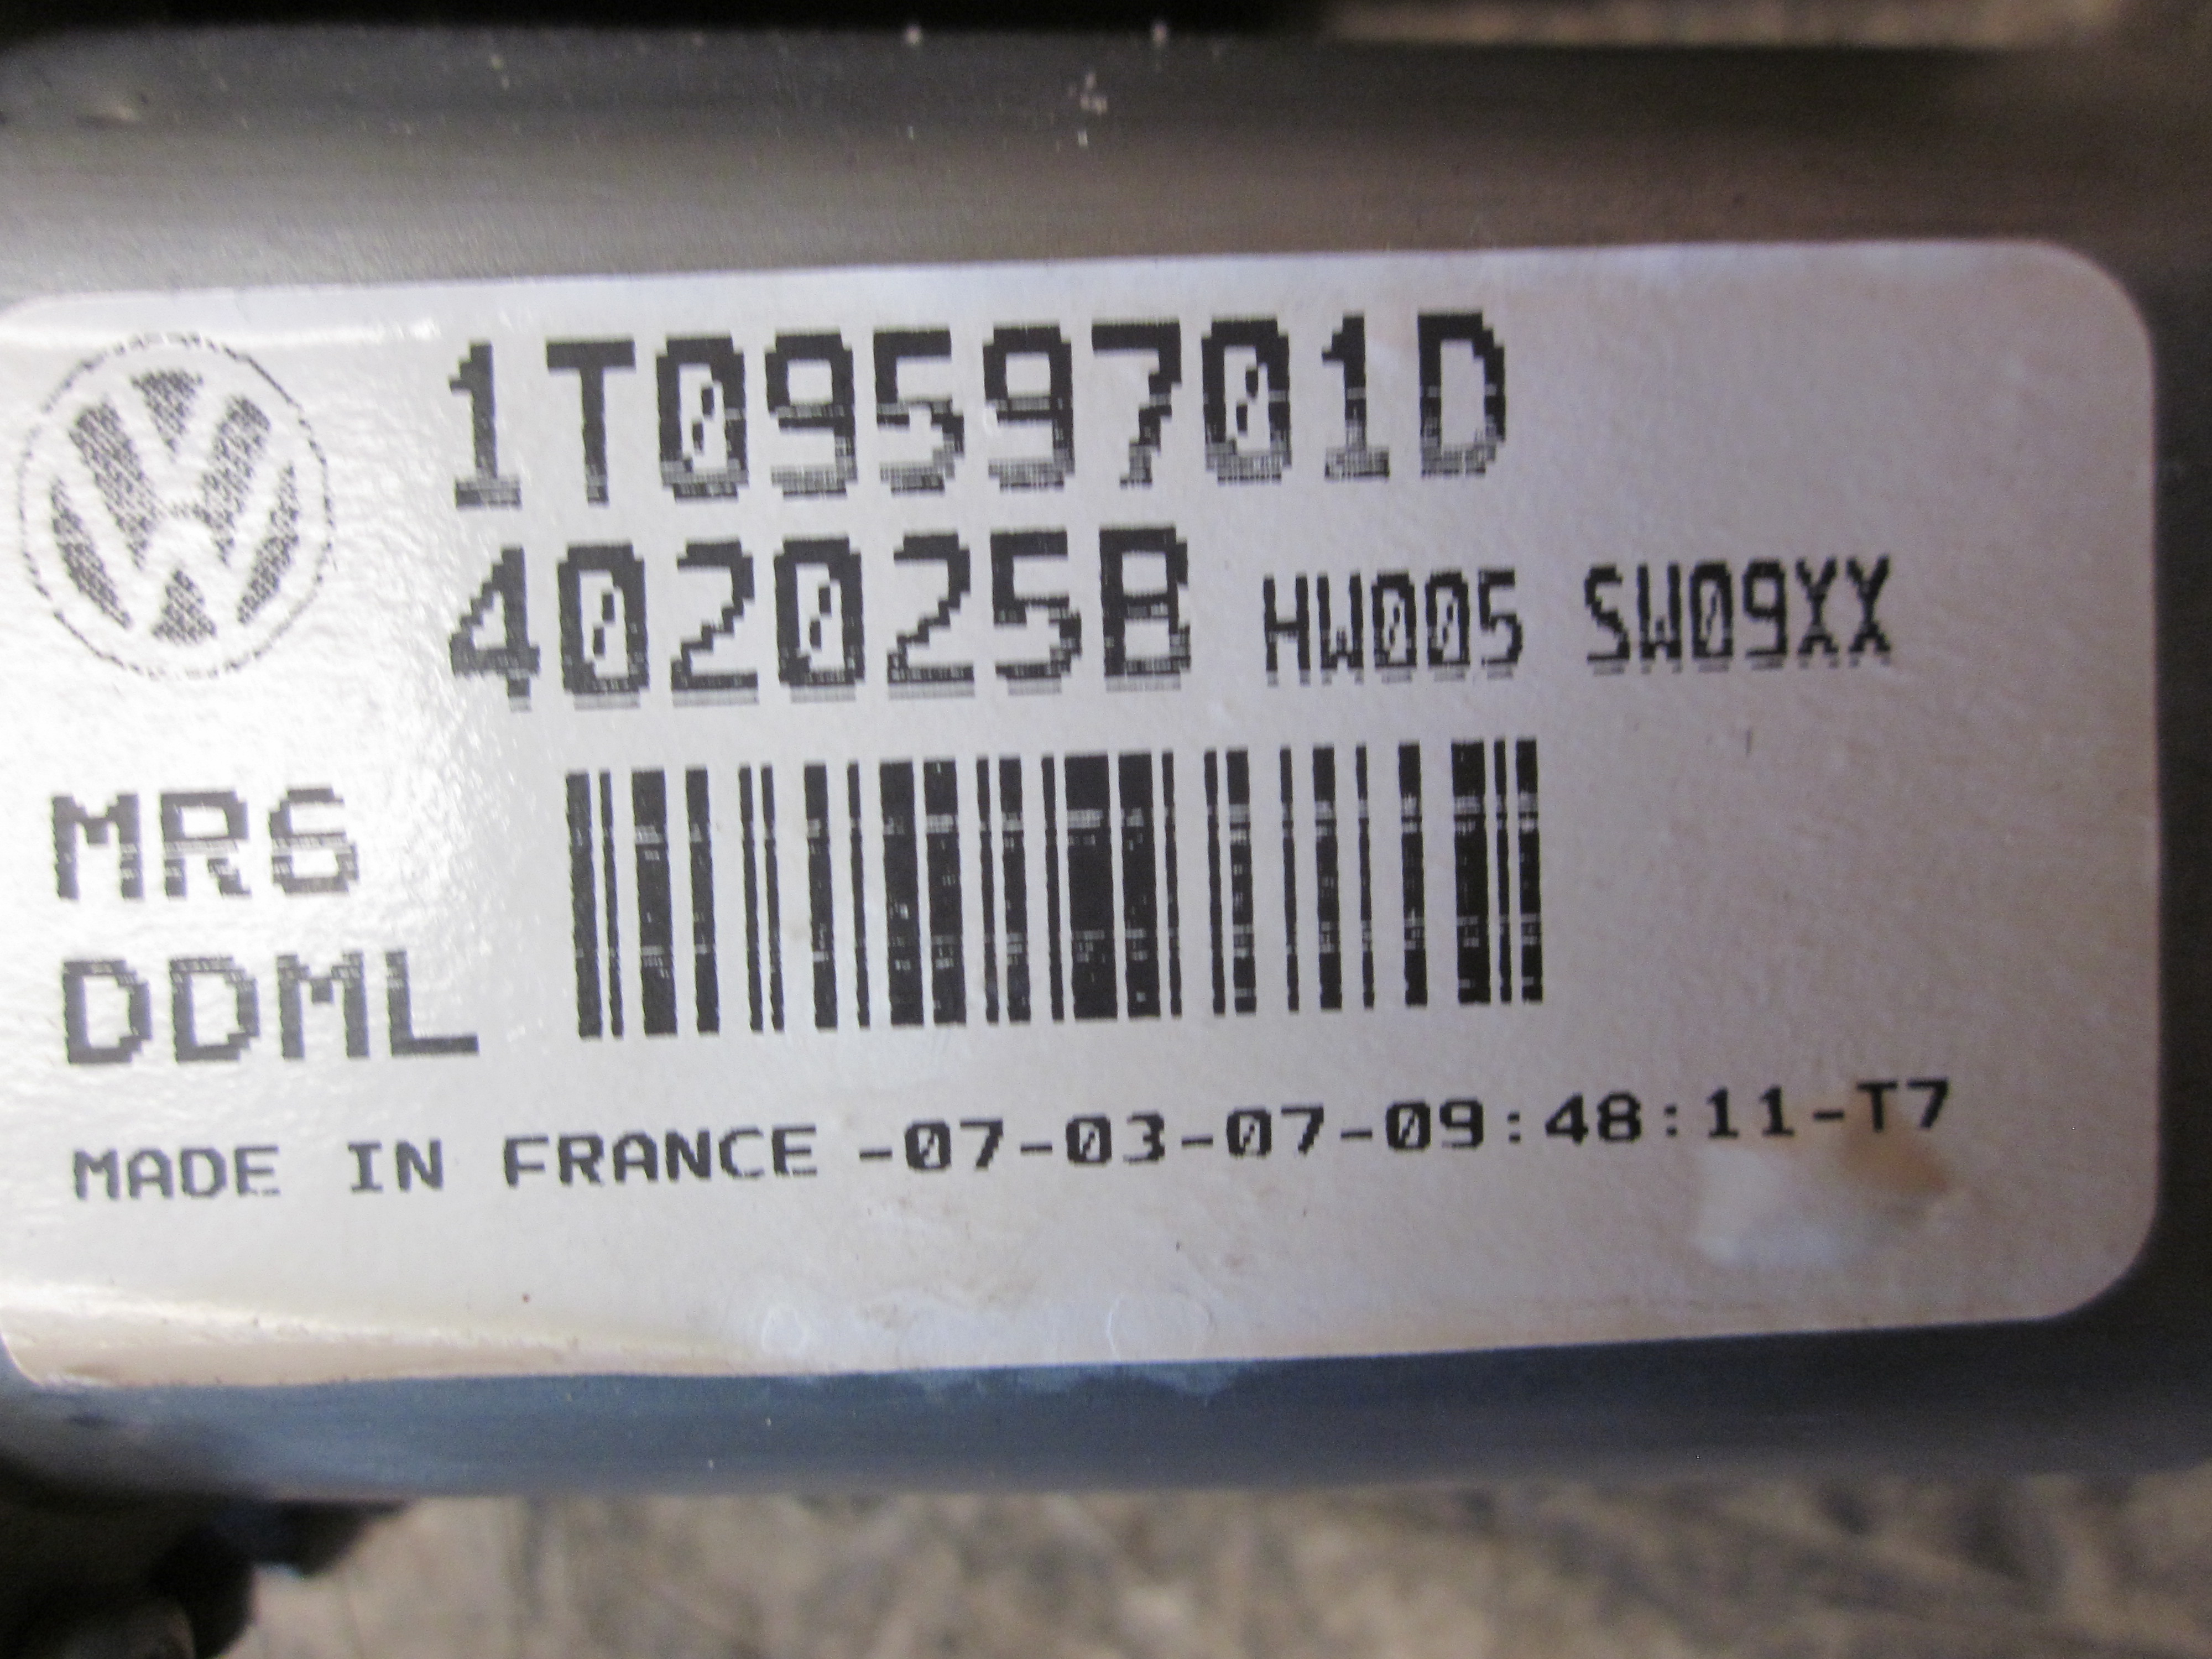 1T0959701D
402025B HW005 SW09XX
MR6
DDML
MADE IN FRANCE -07-03-07-09:48:11-T7